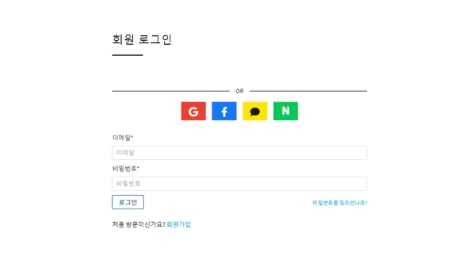 회원 로그인
OR
G f N
이메일*
이메일
비밀번호*
비밀번호
로그인 비밀번호를 잊으셨나요?
처음 방문이신가요? 회원가입